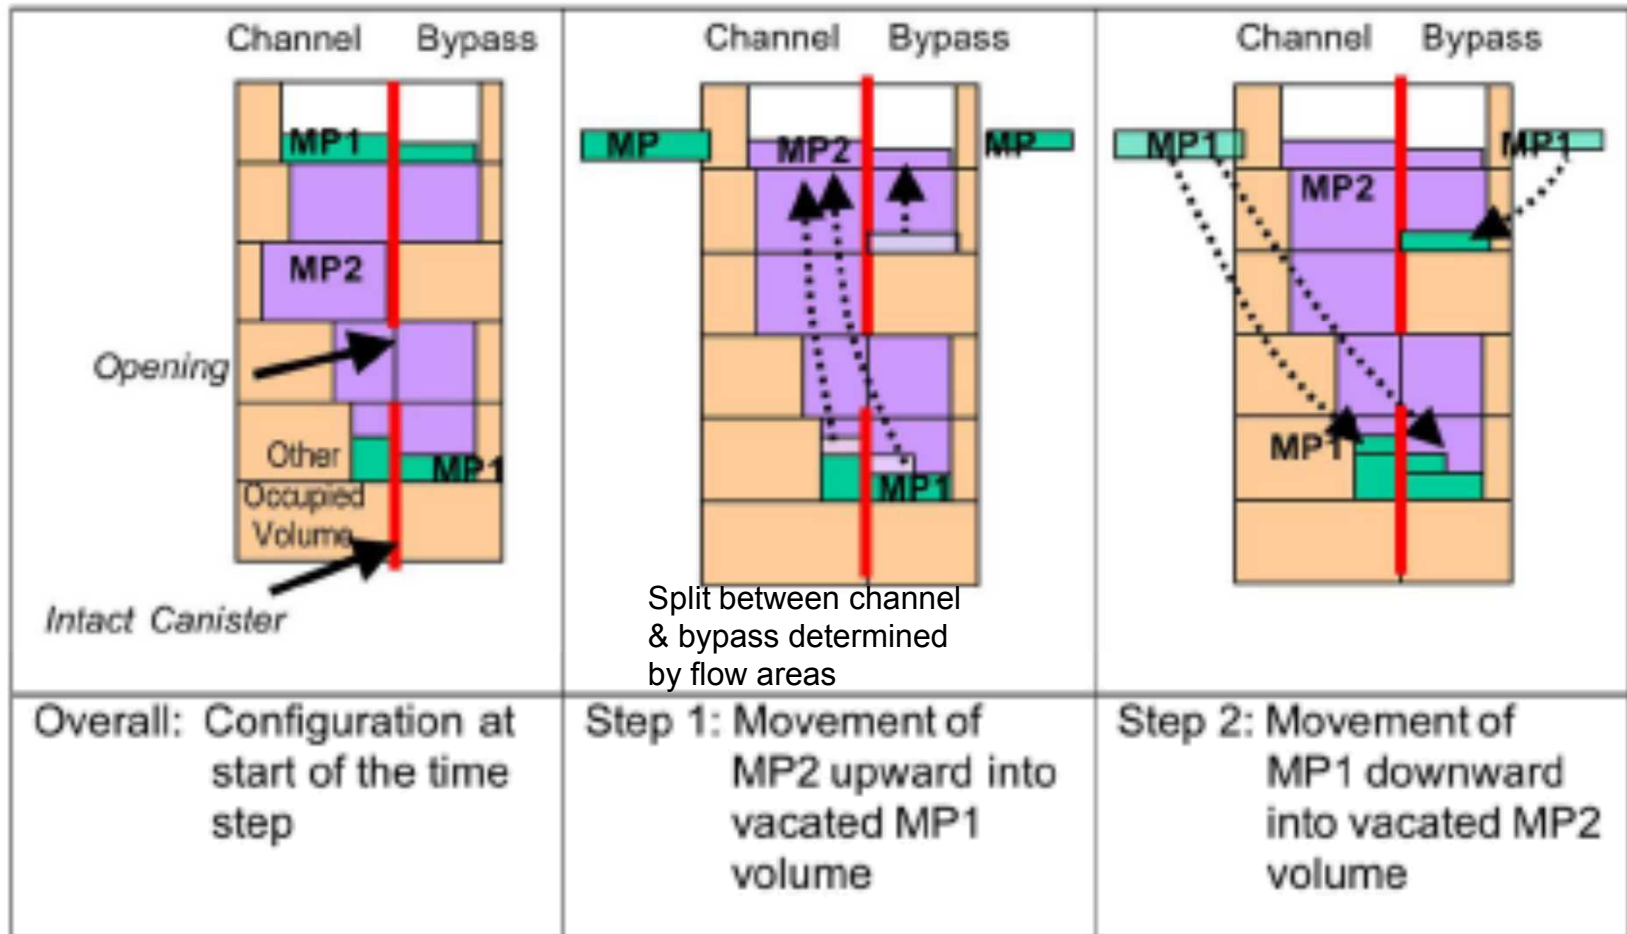 Channel Bypass
MP1
MP2
Opening
Other
MP1
Occupied
Volume
Intact Canister
Channel Bypass
MP
MP2
MP
MP1
Split between channel
& bypass determined
by flow areas
Channel Bypass
MP1
MP1
MP2
MP1
Overall: Configuration at
start of the time
step
Step 1: Movement of
MP2 upward into
vacated MP1
volume
Step 2: Movement of
MP1 downward
into vacated MP2
volume